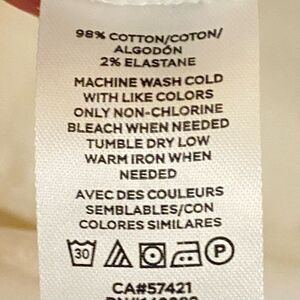 98% COTTON/COTON/
ALGODÓN
2% ELASTANE
MACHINE WASH COLD
WITH LIKE COLORS
ONLY NON-CHLORINE
BLEACH WHEN NEEDED
TUMBLE DRY LOW
WARM IRON WHEN
NEEDED
AVEC DES COULEURS
SEMBLABLES/CON
COLORES SIMILARES
30 P
CA#57421